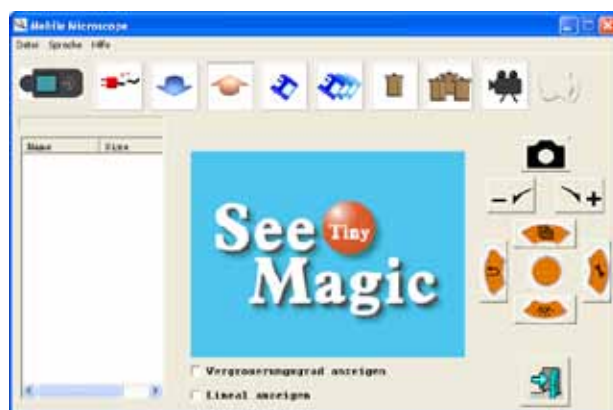 Mobile Microscope
Datei Sprache Hilfe
Name Size
See Tiny
Magic
Vergroserungsgrad anzeigen
Lineal anzeigen